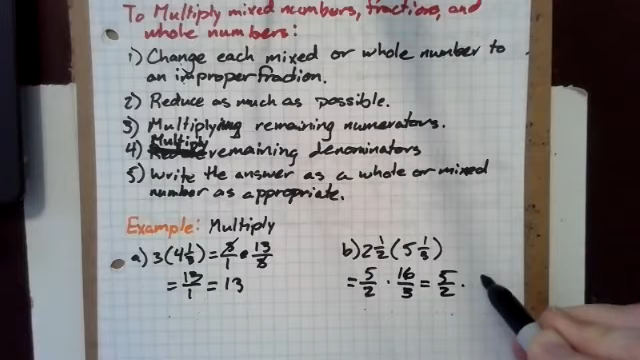 To Multiply mixed numbers, fractions, and
whole numbers:
1) Change each mixed or whole number to
an improper fraction.
2) Reduce as much as possible.
3) Multiplying remaining numerators.
4) Multiply remaining denominators
5) Write the answer as a whole or mixed
number as appropriate.
Example: Multiply
a) 3(4 1/3) = 3/1 • 13/3
= 13/1 = 13
b) 2 1/2 (5 1/3)
= 5/2 · 16/3 = 5/2 ·